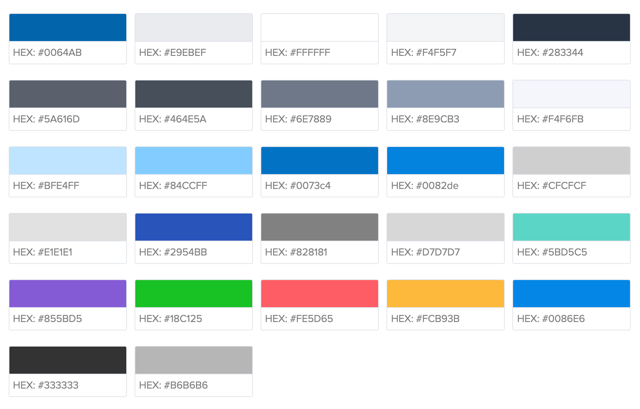 HEX: #0064AB
HEX: #E9EBEF
HEX: #FFFFFF
HEX: #F4F5F7
HEX: #283344
HEX: #5A616D
HEX: #464E5A
HEX: #6E7889
HEX: #8E9CB3
HEX: #F4F6FB
HEX: #BFE4FF
HEX: #84CCFF
HEX: #0073c4
HEX: #0082de
HEX: #CFCFCF
HEX: #E1E1E1
HEX: #2954BB
HEX: #828181
HEX: #D7D7D7
HEX: #5BD5C5
HEX: #855BD5
HEX: #18C125
HEX: #FE5D65
HEX: #FCB93B
HEX: #0086E6
HEX: #333333
HEX: #B6B6B6